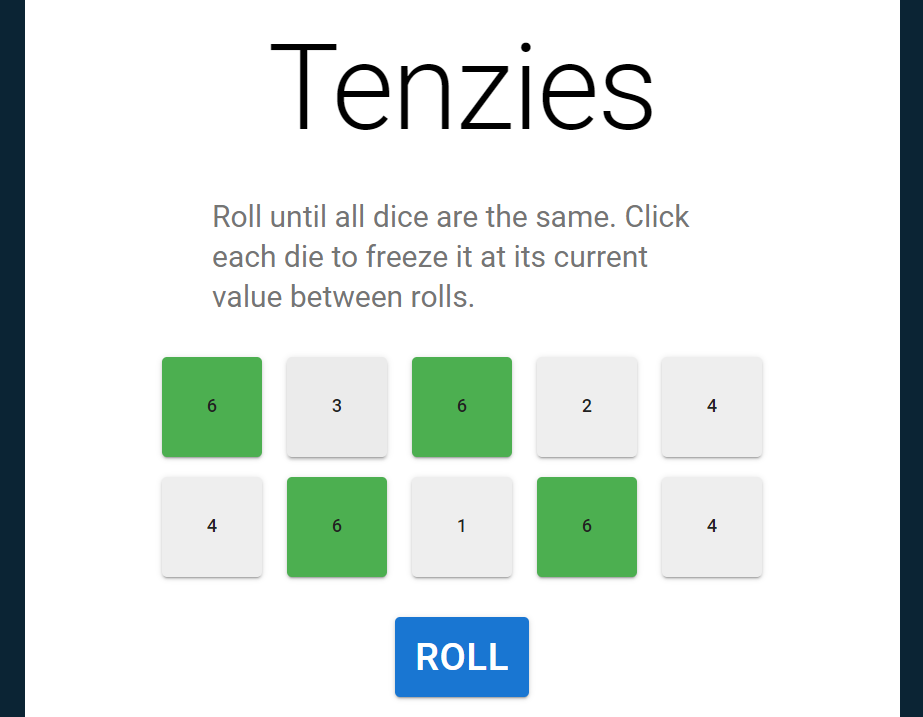 Tenzies
Roll until all dice are the same. Click
each die to freeze it at its current
value between rolls.
6 3 6 2 4
4 6 1 6 4
ROLL